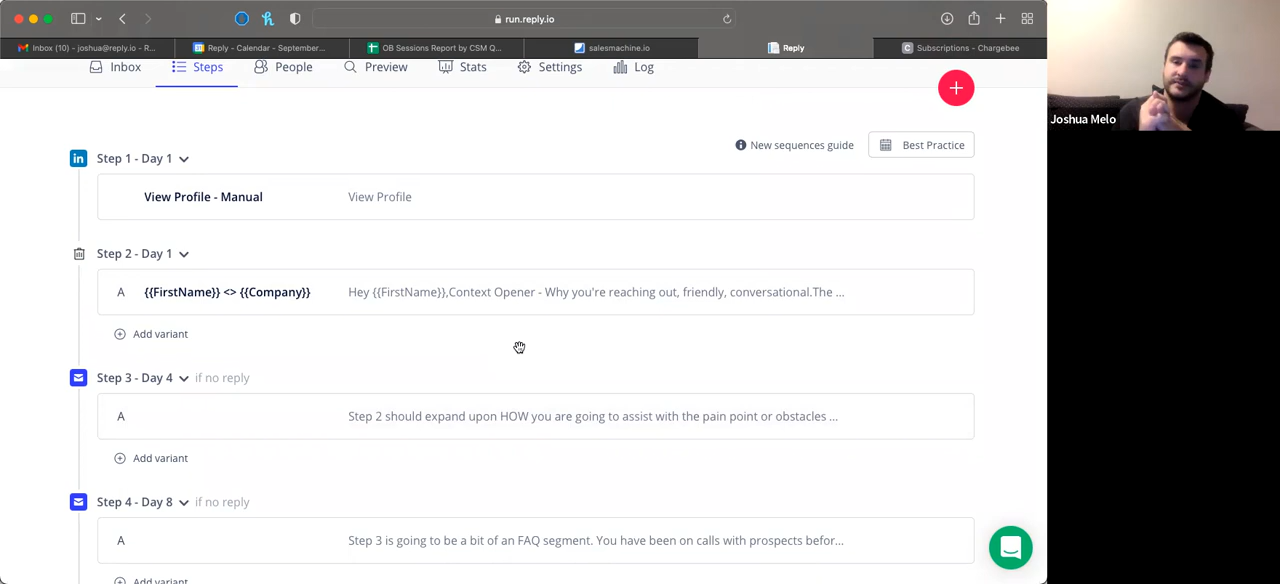 run.reply.io
Inbox (10) - joshua@reply.io - R...
Reply - Calendar - September...
OB Sessions Report by CSM Q...
salesmachine.io
Reply
Subscriptions - Chargebee
Inbox
Steps
People
Preview
Stats
Settings
Log
Joshua Melo
New sequences guide
Best Practice
in
Step 1 - Day 1
View Profile - Manual
View Profile
Step 2 - Day 1
A
{{FirstName}} <> {{Company}}
Hey {{FirstName}},Context Opener - Why you're reaching out, friendly, conversational.The ...
Add variant
Step 3 - Day 4
if no reply
A
Step 2 should expand upon HOW you are going to assist with the pain point or obstacles ...
Add variant
Step 4 - Day 8
if no reply
A
Step 3 is going to be a bit of an FAQ segment. You have been on calls with prospects befor...
Add variant